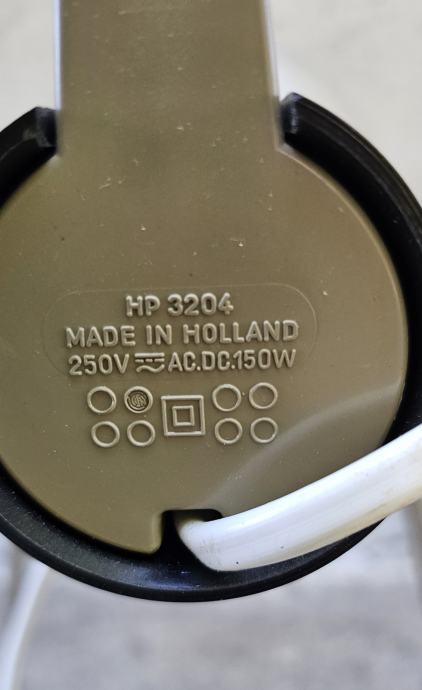 HP 3204
MADE IN HOLLAND
250V ⎓ ~ AC.DC.150W